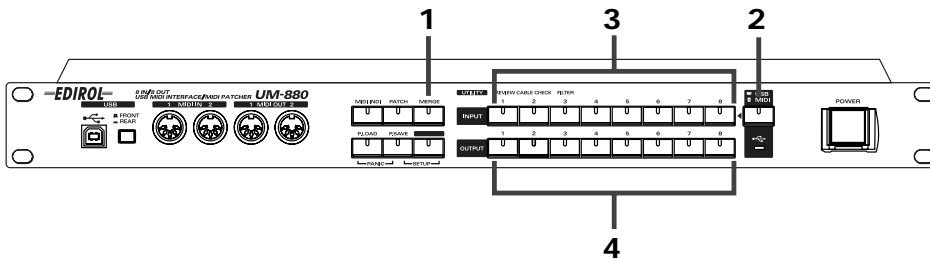 1
3
2
EDIROL
8 IN/8 OUT
USB MIDI INTERFACE/MIDI PATCHER UM-880
USB
1 MIDI IN 2
1 MIDI OUT 2
FRONT
REAR
MIDI INDI PATCH MERGE
P.LOAD P.SAVE
PANIC SETUP
UTILITY PREVIEW CABLE CHECK FILTER
INPUT 1 2 3 4 5 6 7 8
OUTPUT 1 2 3 4 5 6 7 8
USB
MIDI
POWER
4